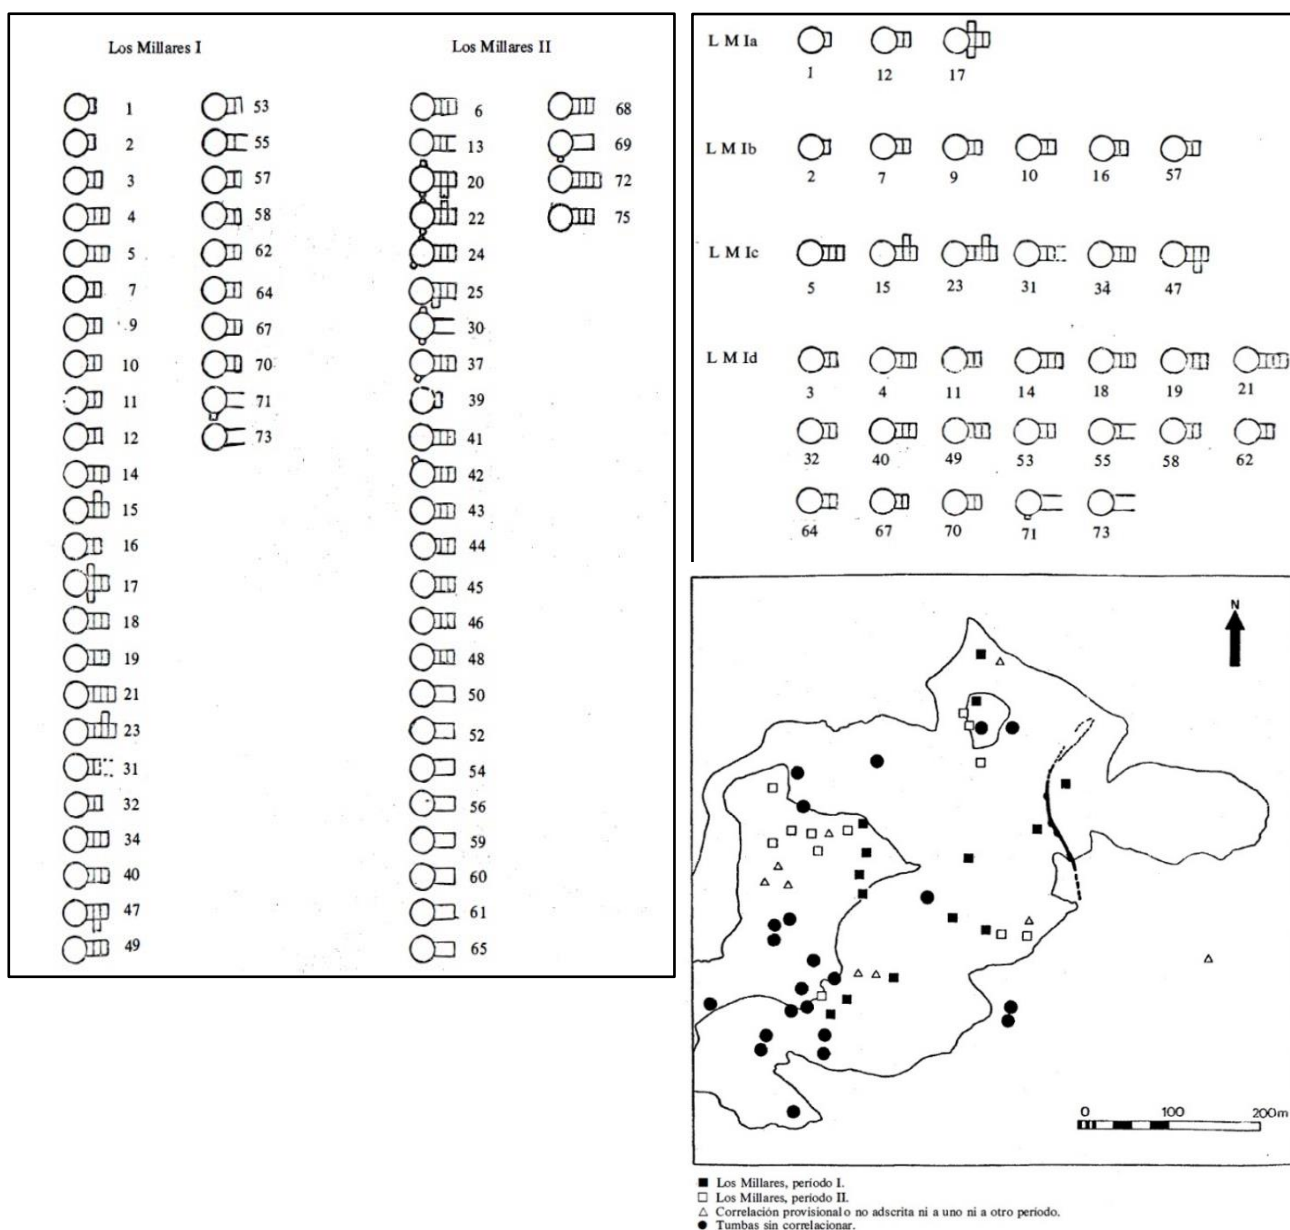 Los Millares I Los Millares II
1 53 6 68
2 55 13 69
3 57 20 72
4 58 22 75
5 62 24
7 64 25
9 67 30
10 70 37
11 71 39
12 73 41
14 42
15 43
16 44
17 45
18 46
19 48
21 50
23 52
31 54
32 56
34 59
40 60
47 61
49 65
L M Ia
1 12 17
L M Ib
2 7 9 10 16 57
L M Ic
5 15 23 31 34 47
L M Id
3 4 11 14 18 19 21
32 40 49 53 55 58 62
64 67 70 71 73
N
0 100 200m
Los Millares, período I.
Los Millares, período II.
Correlación provisional o no adscrita ni a uno ni a otro período.
Tumbas sin correlacionar.